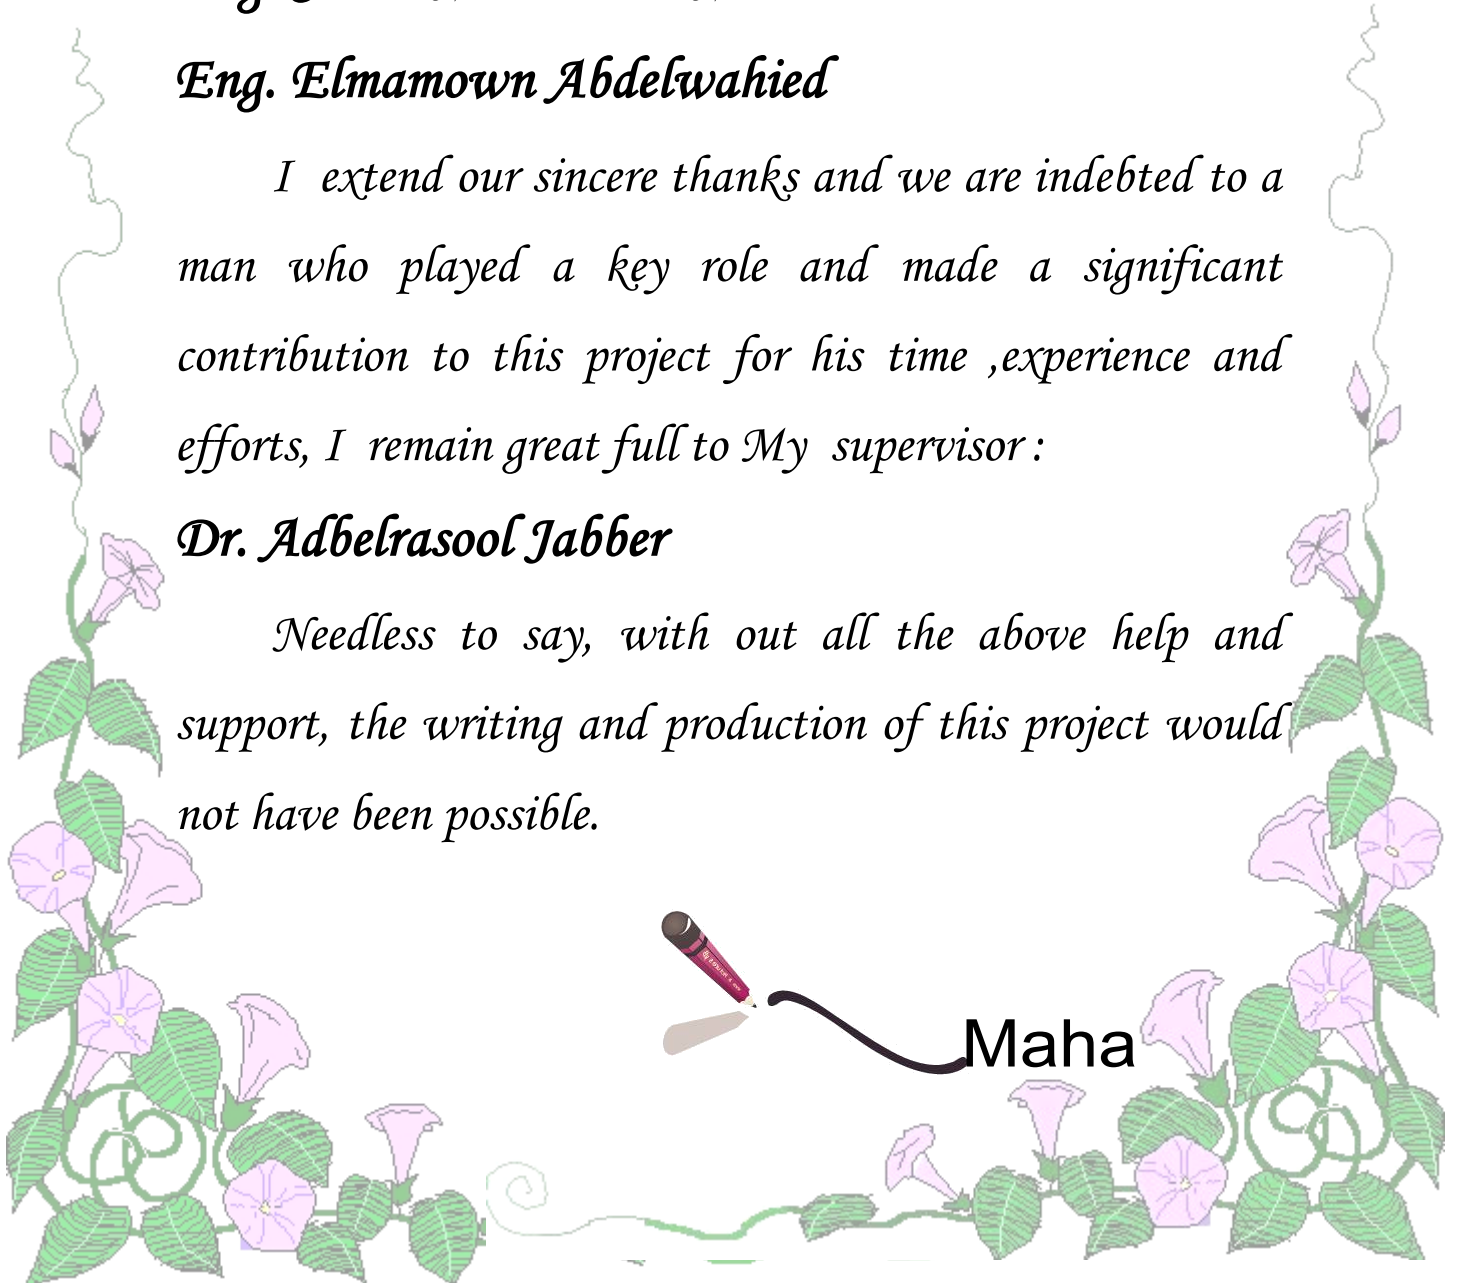 Eng. Elmamown Abdelwahied
I extend our sincere thanks and we are indebted to a
man who played a key role and made a significant
contribution to this project for his time ,experience and
efforts, I remain great full to My supervisor :
Dr. Adbelrasool Jabber
Needless to say, with out all the above help and
support, the writing and production of this project would
not have been possible.
Maha